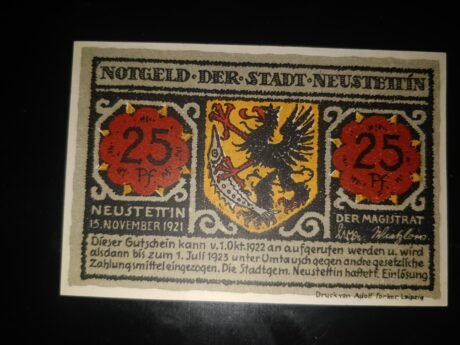 NOTGELD·DER·STADT·NEUSTETTIN
25
Pf.
25
Pf.
NEUSTETTIN
15. NOVEMBER 1921
DER MAGISTRAT
Dieser Gutschein kann v. 1. Okt. 1922 an aufgerufen werden u. wird
alsdann bis zum 1. Juli 1923 unter Umtausch gegen andre gesetzliche
Zahlungsmittel eingezogen. Die Stadtgem. Neustettin haftet f. Einlösung
Druck von Adolf Leipzig